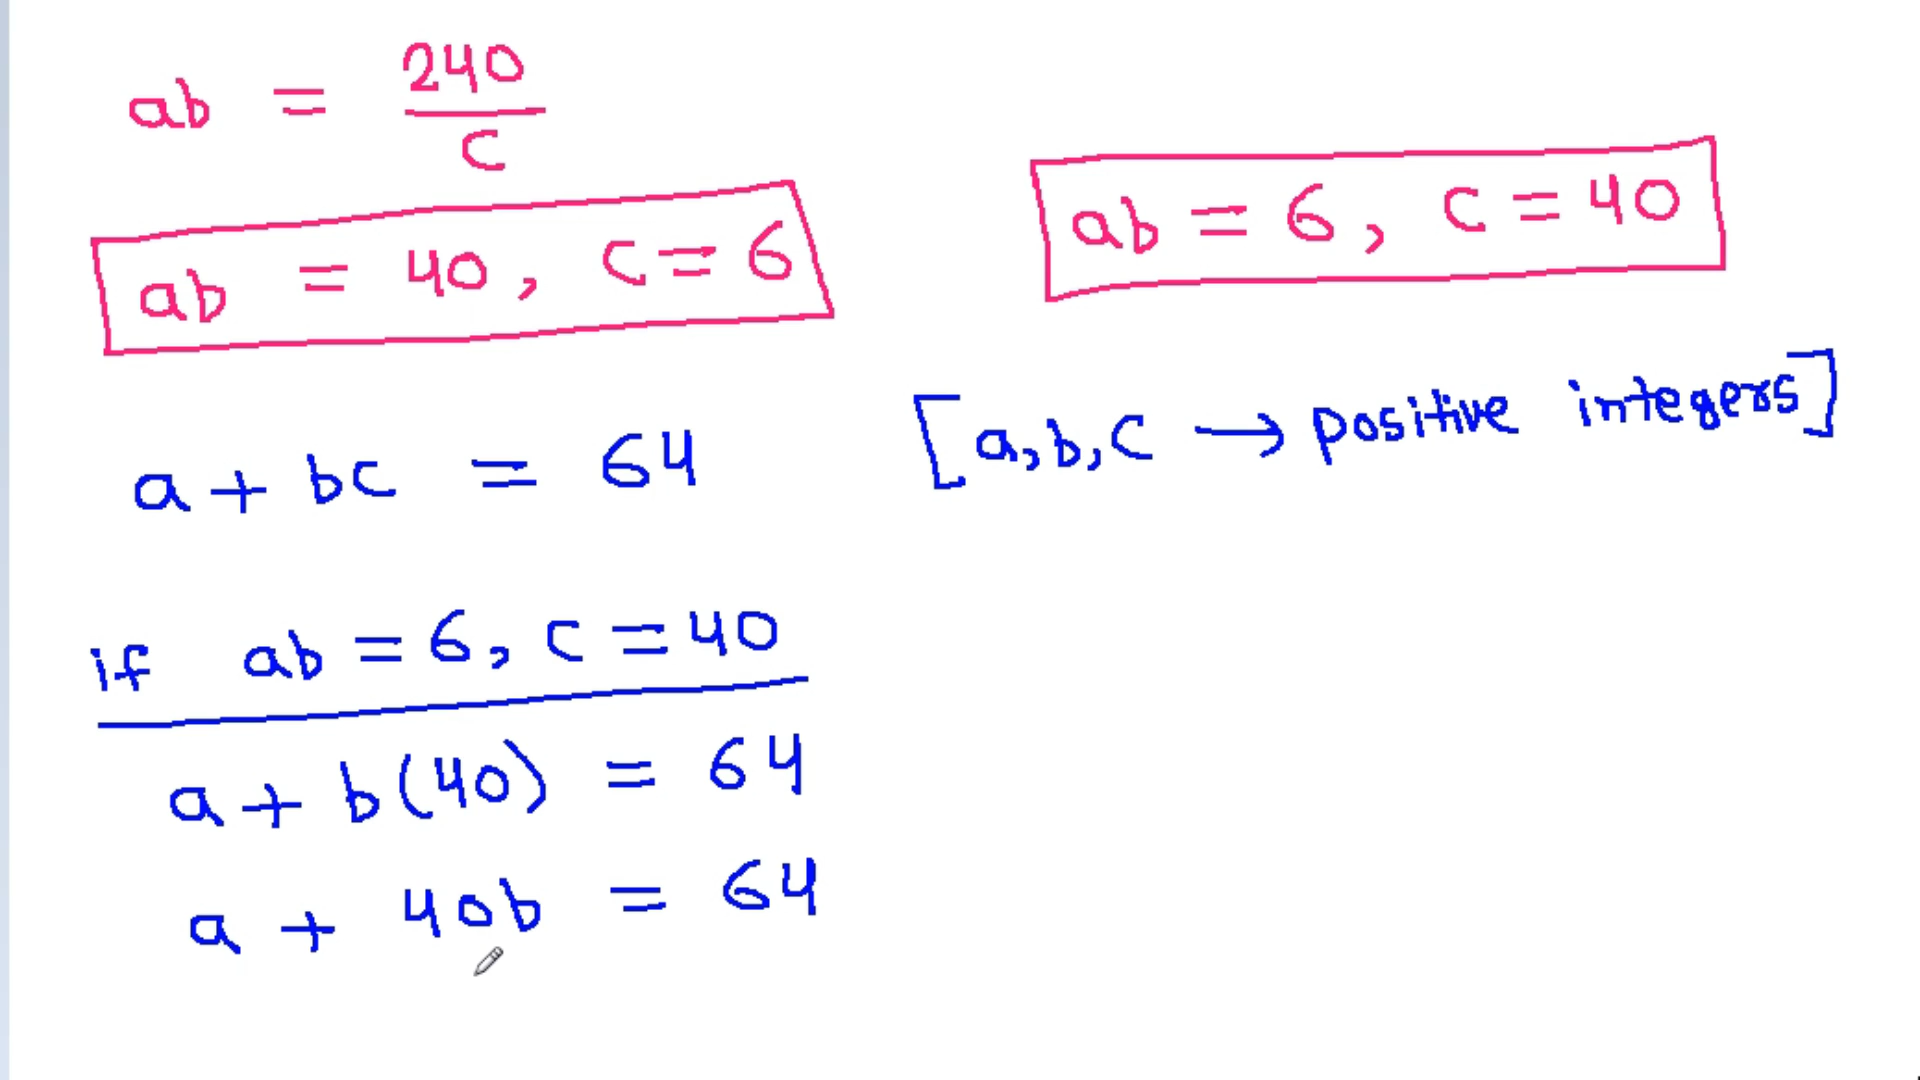 ab = 240/c
ab = 40, c = 6
ab = 6, c = 40
a + bc = 64
[a, b, c → positive integers]
if ab = 6, c = 40
a + b(40) = 64
a + 40b = 64